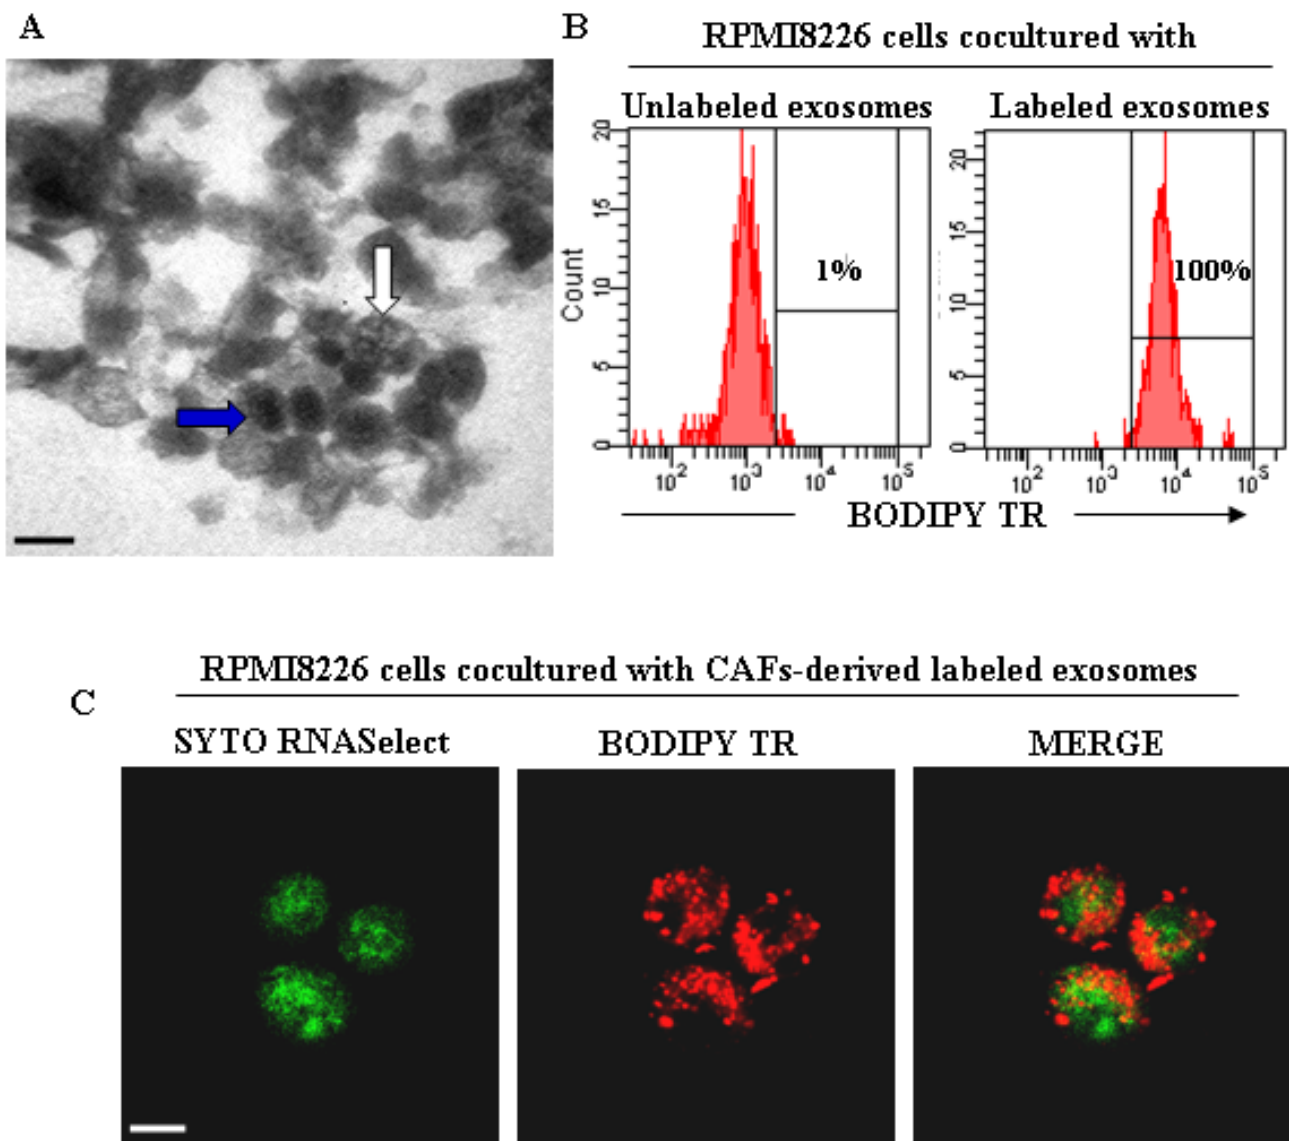 A
B
RPMI8226 cells cocultured with
Unlabeled exosomes
Labeled exosomes
20
15
10
5
0
Count
1%
10² 10³ 10⁴ 10⁵
20
15
10
5
0
100%
10² 10³ 10⁴ 10⁵
BODIPY TR
RPMI8226 cells cocultured with CAFs-derived labeled exosomes
C
SYTO RNASelect
BODIPY TR
MERGE